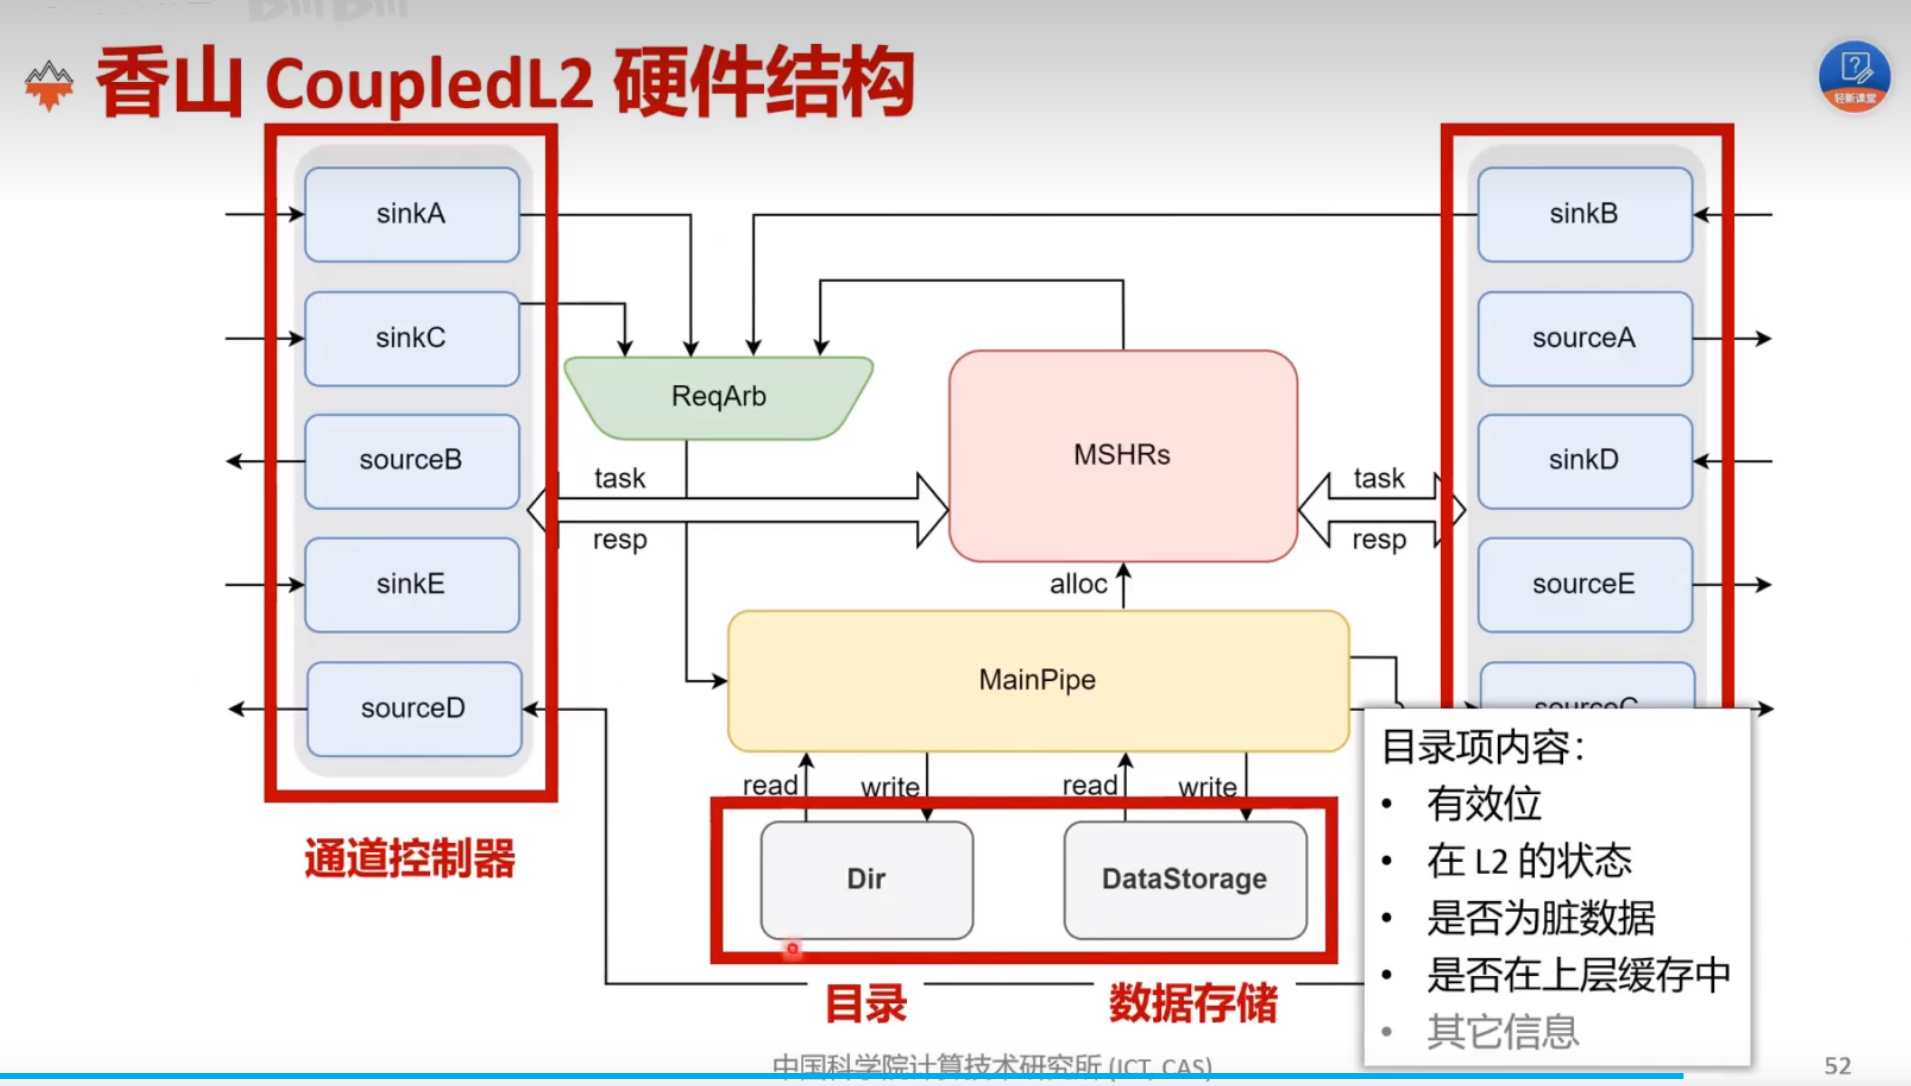 香山 CoupledL2 硬件结构
轻新课堂
sinkA
sinkB
sinkC
sourceA
ReqArb
MSHRs
sourceB
sinkD
task
task
resp
resp
sinkE
sourceE
alloc
MainPipe
sourceD
sourceC
read
write
read
write
通道控制器
Dir
DataStorage
目录
数据存储
目录项内容：
• 有效位
• 在 L2 的状态
• 是否为脏数据
• 是否在上层缓存中
• 其它信息
中国科学院计算技术研究所 (ICT, CAS)
52